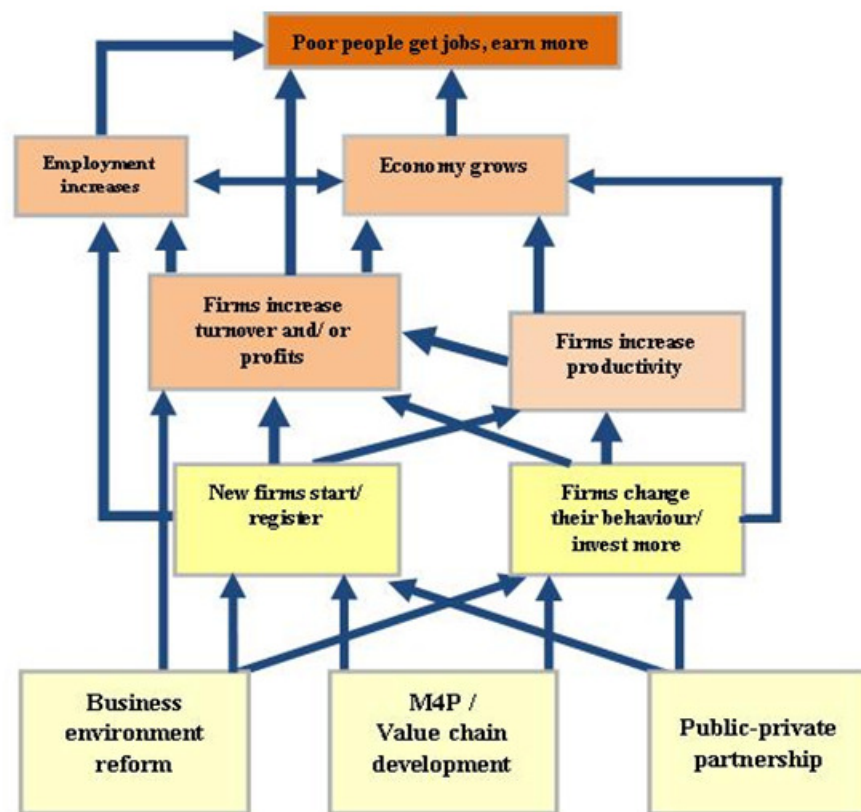 Poor people get jobs, earn more
Employment
increases
Economy grows
Firms increase
turnover and/ or
profits
Firms increase
productivity
New firms start/
register
Firms change
their behaviour/
invest more
Business
environment
reform
M4P /
Value chain
development
Public-private
partnership